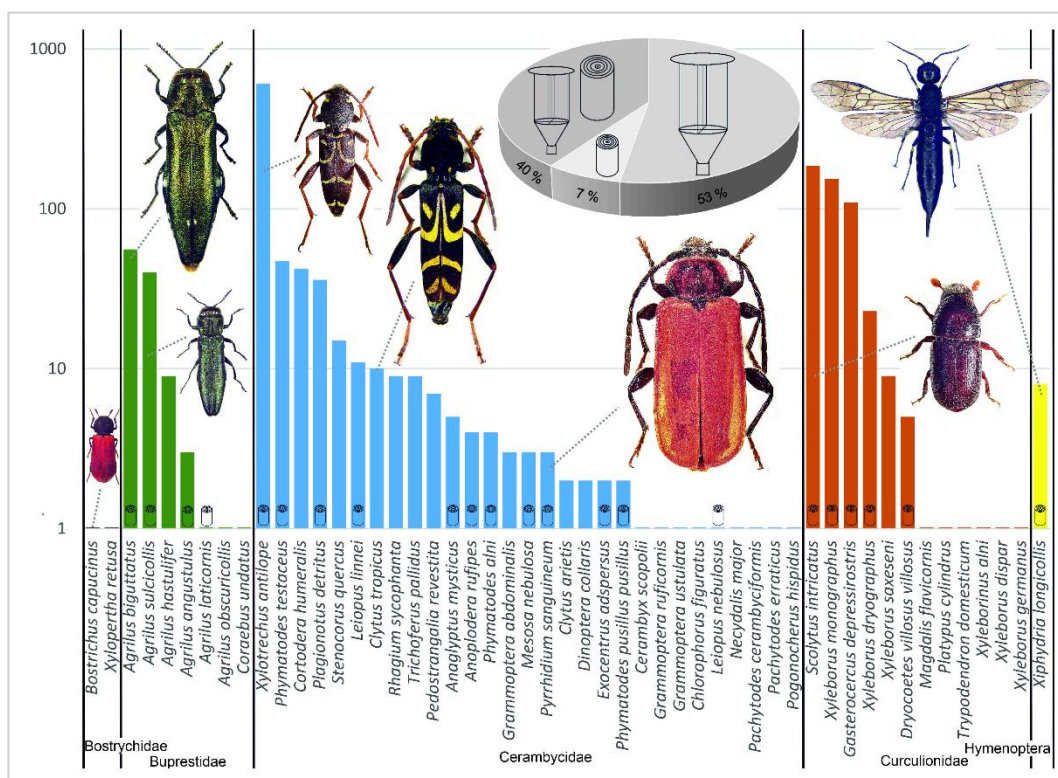 1000
100
10
1
40 %
7 %
53 %
Bostrichus capucinus
Xylopertha retusa
Agrilus biguttatus
Agrilus sulcicollis
Agrilus hastulifer
Agrilus angustulus
Agrilus laticornis
Agrilus obscuricollis
Coraebus undatus
Xylotrechus antilope
Phymatodes testaceus
Cortodera humeralis
Plagionotus detritus
Stenocorus quercus
Leiopus linnei
Clytus tropicus
Rhagium sycophanta
Trichoferus pallidus
Pedostrangalia revestita
Anaglyptus mysticus
Anoplodera rufipes
Phymatodes alni
Grammoptera abdominalis
Mesosa nebulosa
Pyrrhidium sanguineum
Clytus arietis
Dinoptera collaris
Exocentrus adspersus
Phymatodes pusillus pusillus
Cerambyx scopolii
Grammoptera ruficornis
Grammoptera ustulata
Chlorophorus figuratus
Leiopus nebulosus
Necydalis major
Pachytodes cerambyciformis
Pachytodes erraticus
Pogonocherus hispidus
Scolytus intricatus
Xyleborus monographus
Gasterocercus depressirostris
Xyleborus dryographus
Xyleborus saxeseni
Dryocoetes villosus villosus
Magdalis flavicornis
Platypus cylindrus
Trypodendron domesticum
Xyleborinus alni
Xyleborus dispar
Xyleborus germanus
Xiphydria longicollis
Bostrychidae
Buprestidae
Cerambycidae
Curculionidae
Hymenoptera